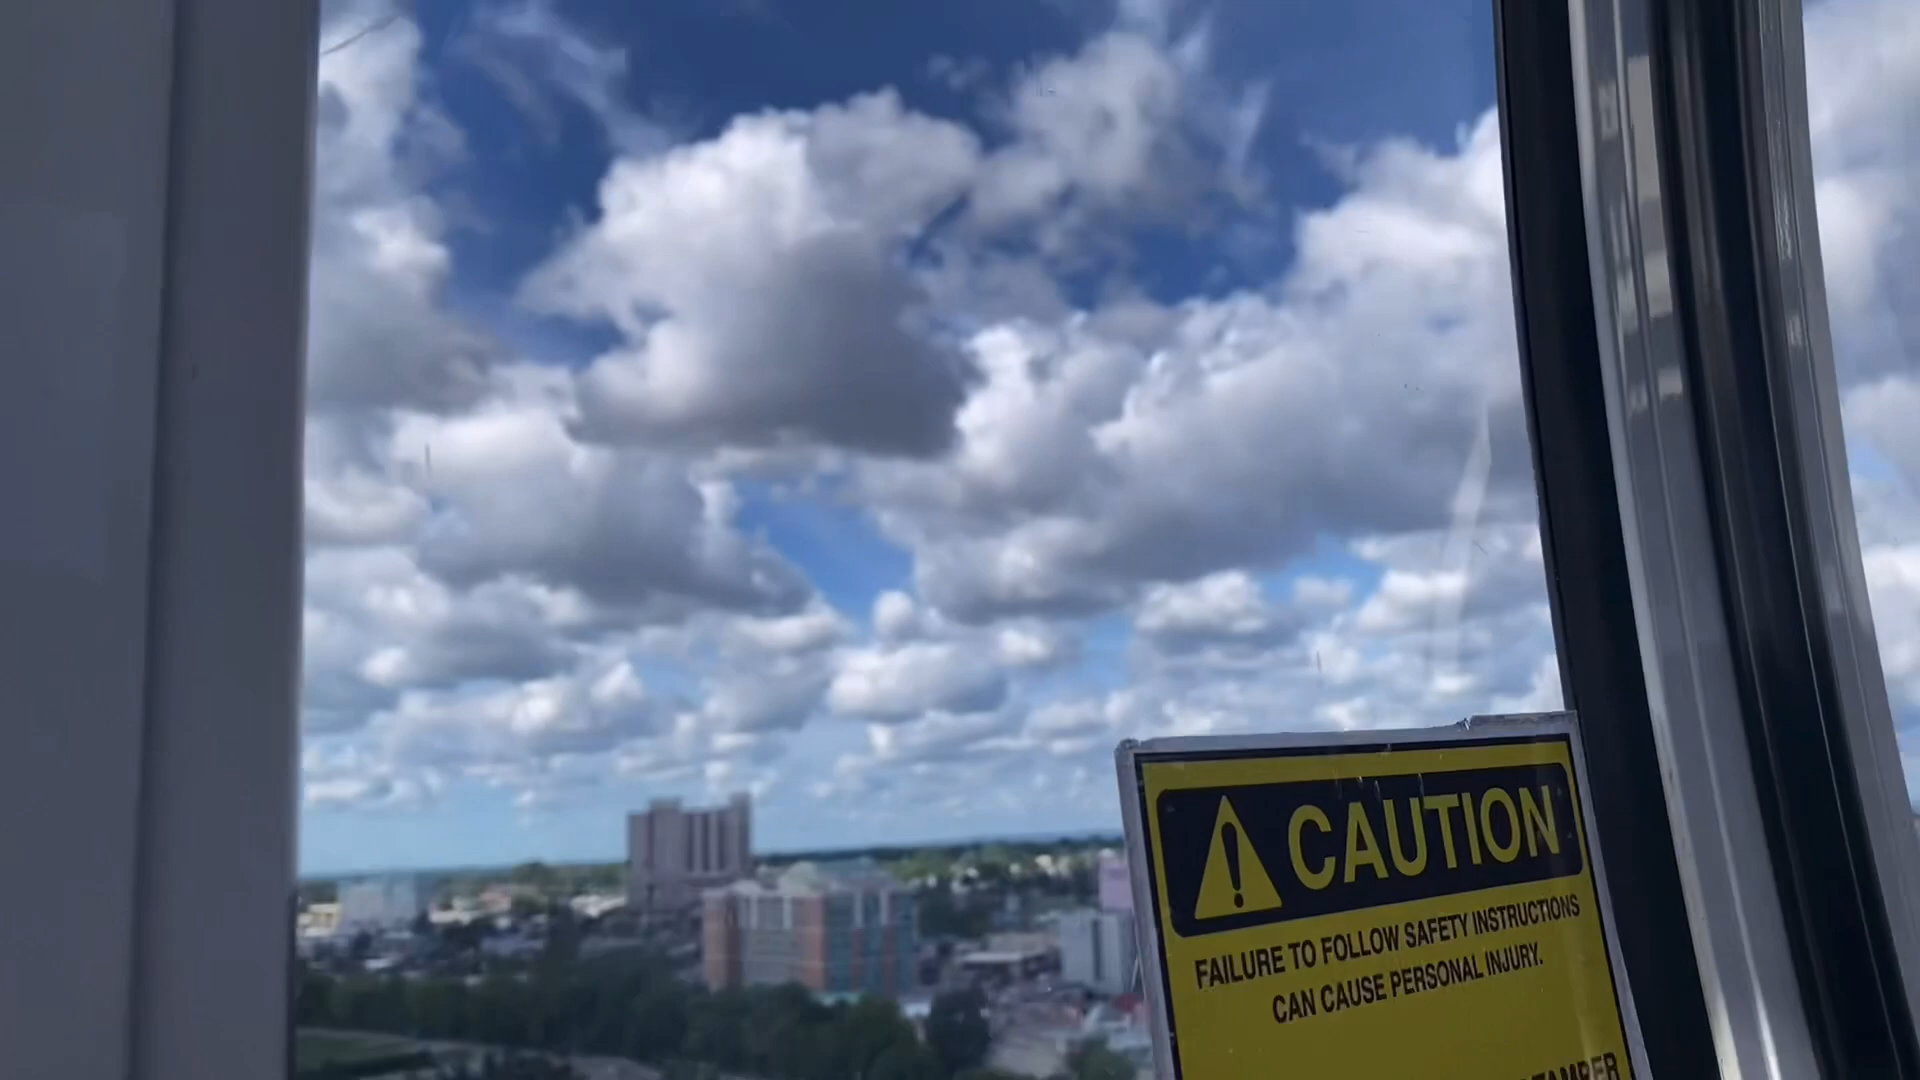 CAUTION
FAILURE TO FOLLOW SAFETY INSTRUCTIONS
CAN CAUSE PERSONAL INJURY.